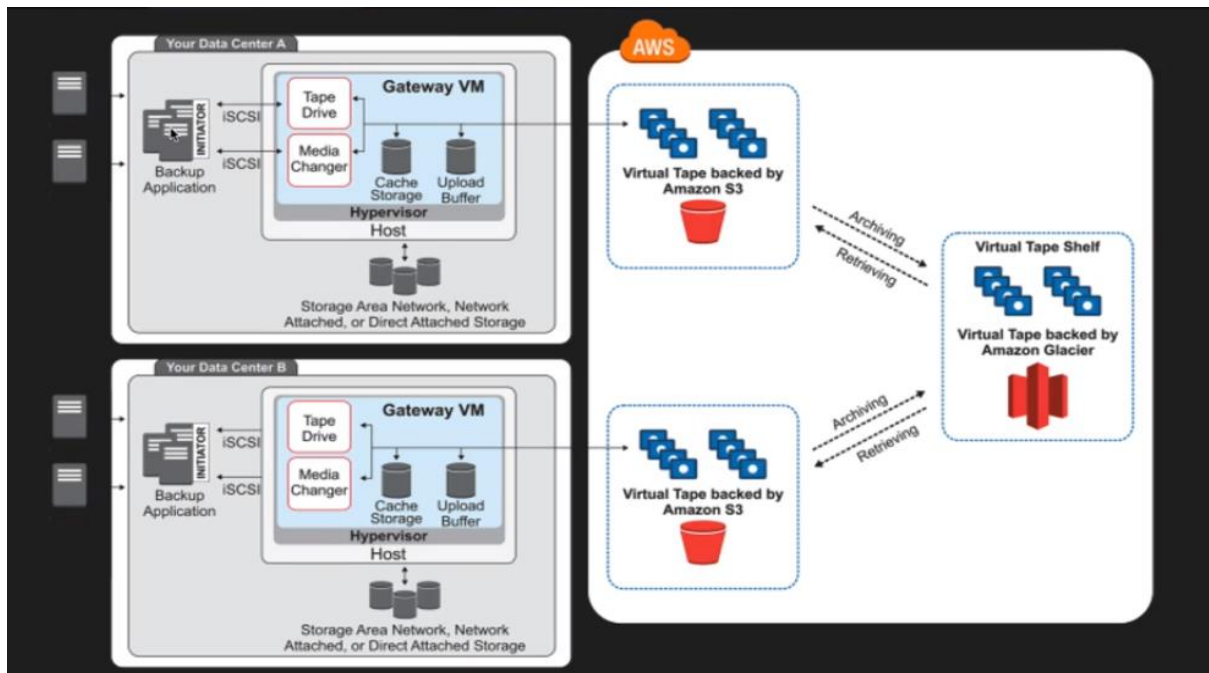 Your Data Center A
Backup
Application
INITIATOR
iSCSI
iSCSI
Gateway VM
Tape
Drive
Media
Changer
Cache
Storage
Upload
Buffer
Hypervisor
Host
Storage Area Network, Network
Attached, or Direct Attached Storage
Your Data Center B
Backup
Application
INITIATOR
iSCSI
iSCSI
Gateway VM
Tape
Drive
Media
Changer
Cache
Storage
Upload
Buffer
Hypervisor
Host
Storage Area Network, Network
Attached, or Direct Attached Storage
AWS
Virtual Tape backed by
Amazon S3
Archiving
Retrieving
Virtual Tape Shelf
Virtual Tape backed by
Amazon Glacier
Virtual Tape backed by
Amazon S3
Archiving
Retrieving